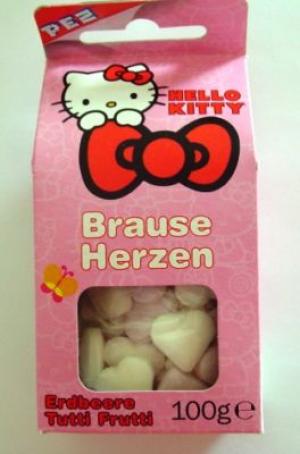 PEZ
HELLO
KITTY
Brause
Herzen
Erdbeere
Tutti Frutti
100g℮